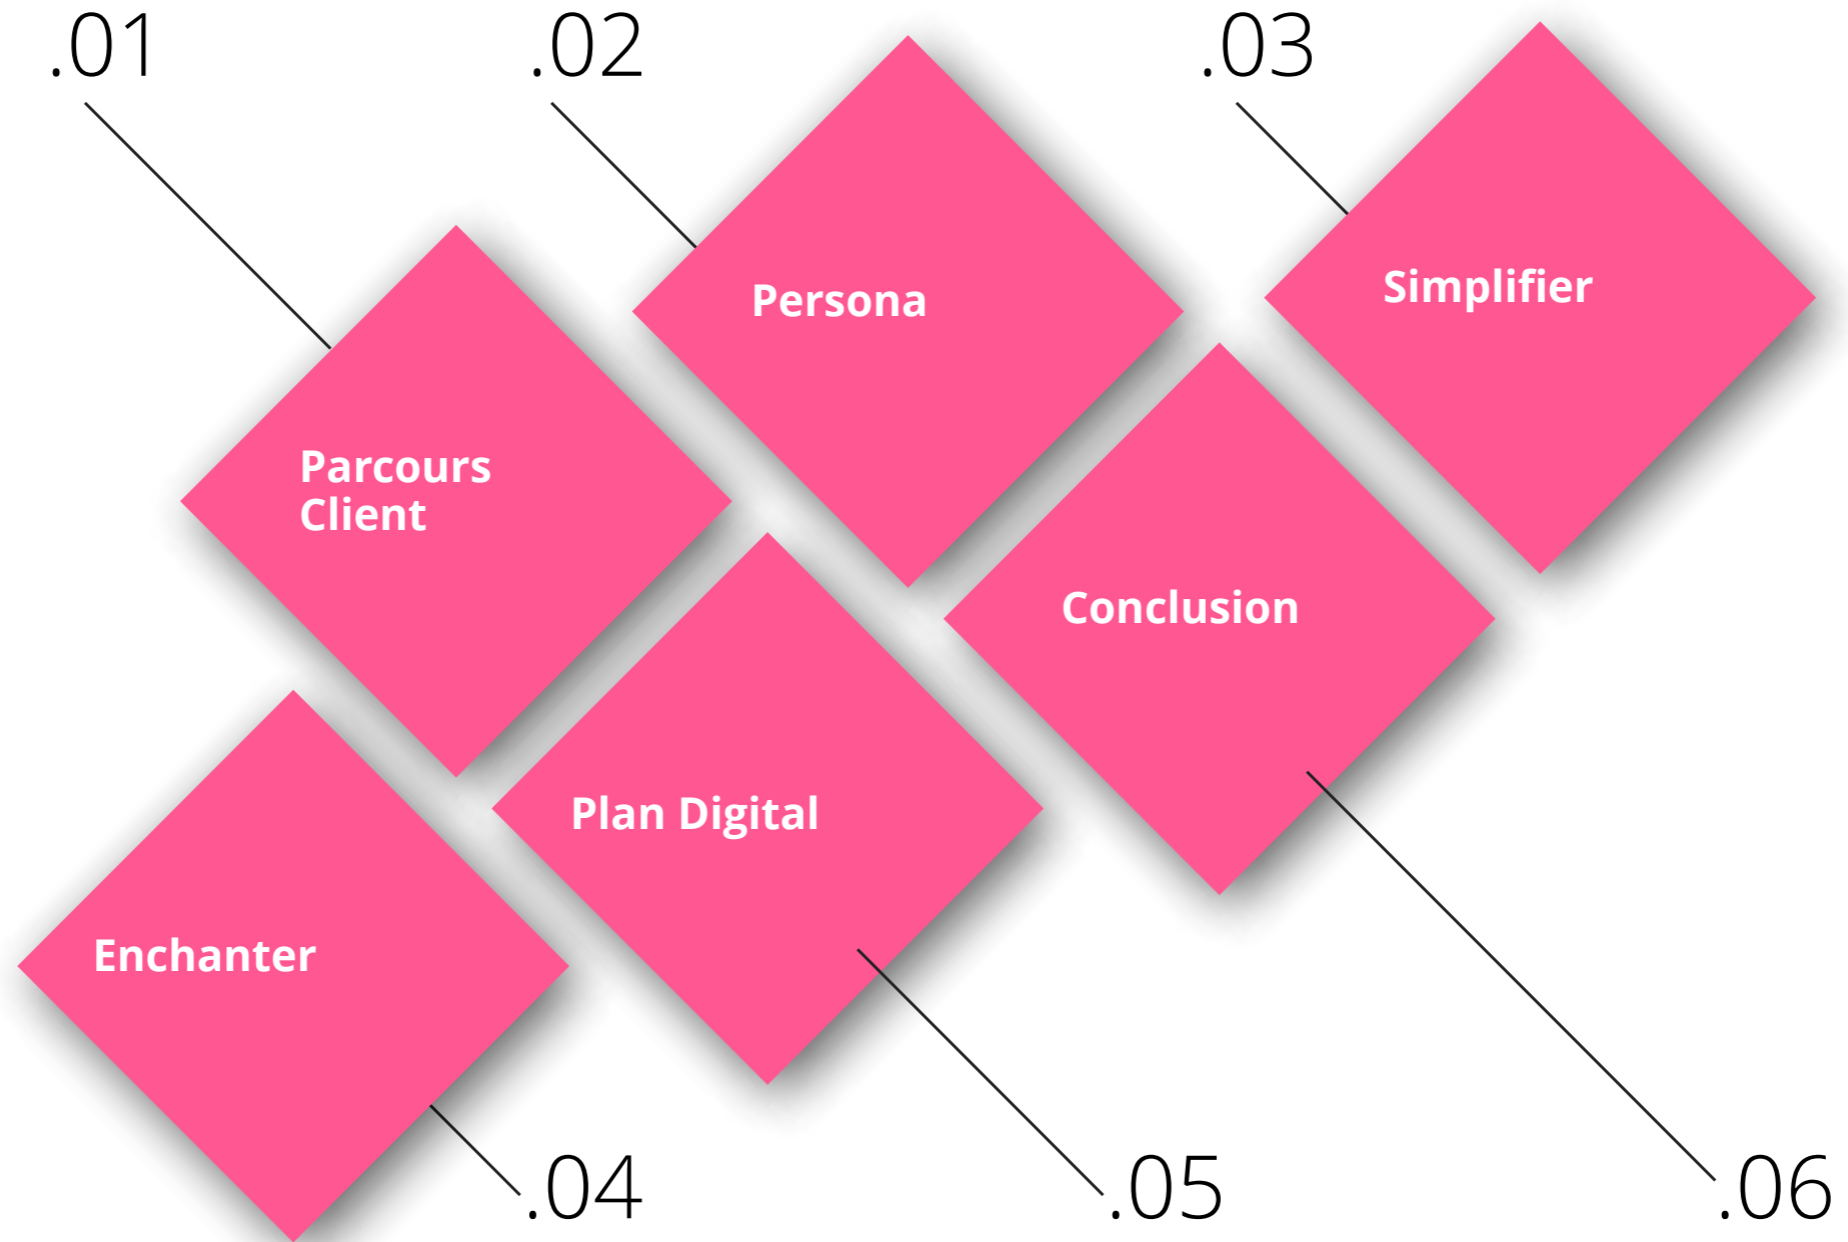 .01
.02
.03
Parcours
Client
Persona
Simplifier
Enchanter
Plan Digital
Conclusion
.04
.05
.06